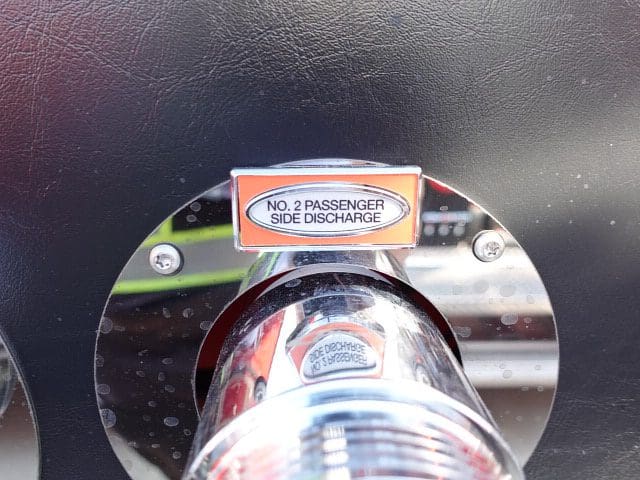 NO. 2 PASSENGER
SIDE DISCHARGE